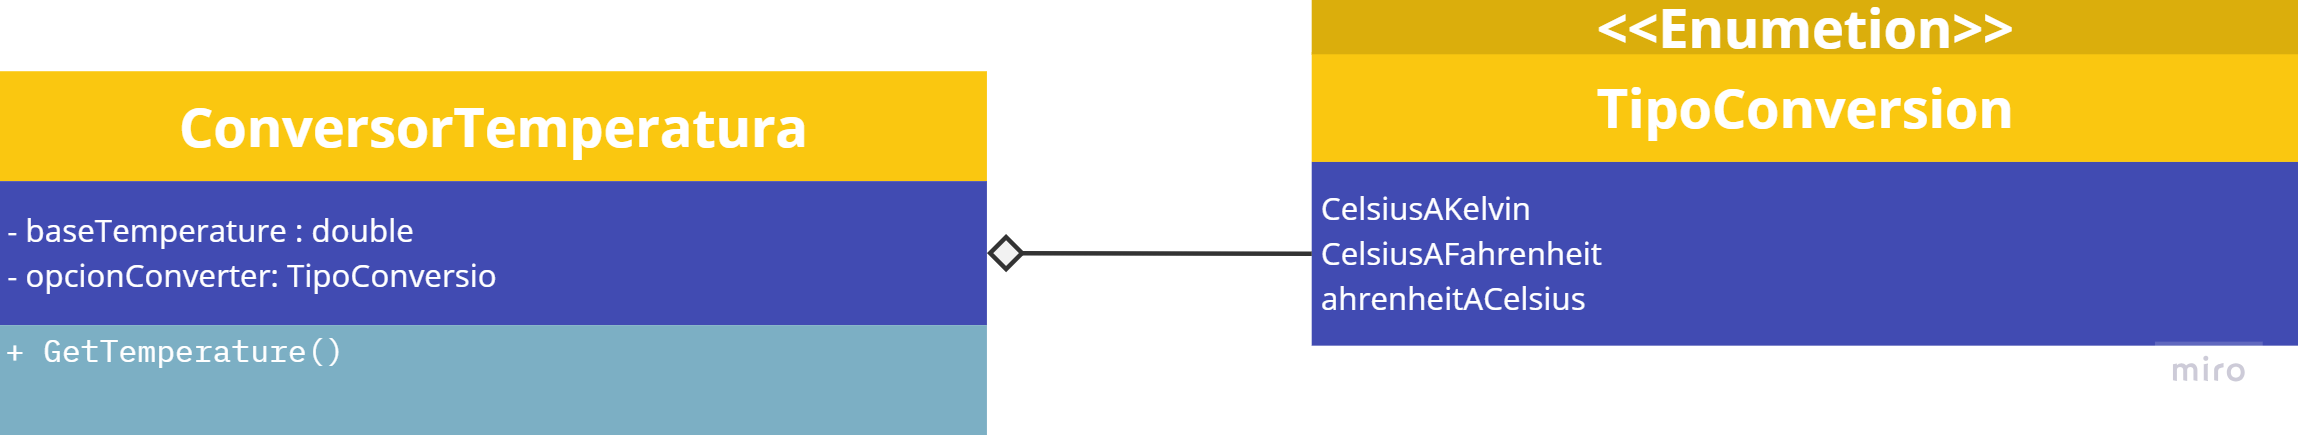 ConversorTemperatura
- baseTemperature : double
- opcionConverter: TipoConversio
+ GetTemperature()
<<Enumetion>>
TipoConversion
CelsiusAKelvin
CelsiusAFahrenheit
ahrenheitACelsius
miro